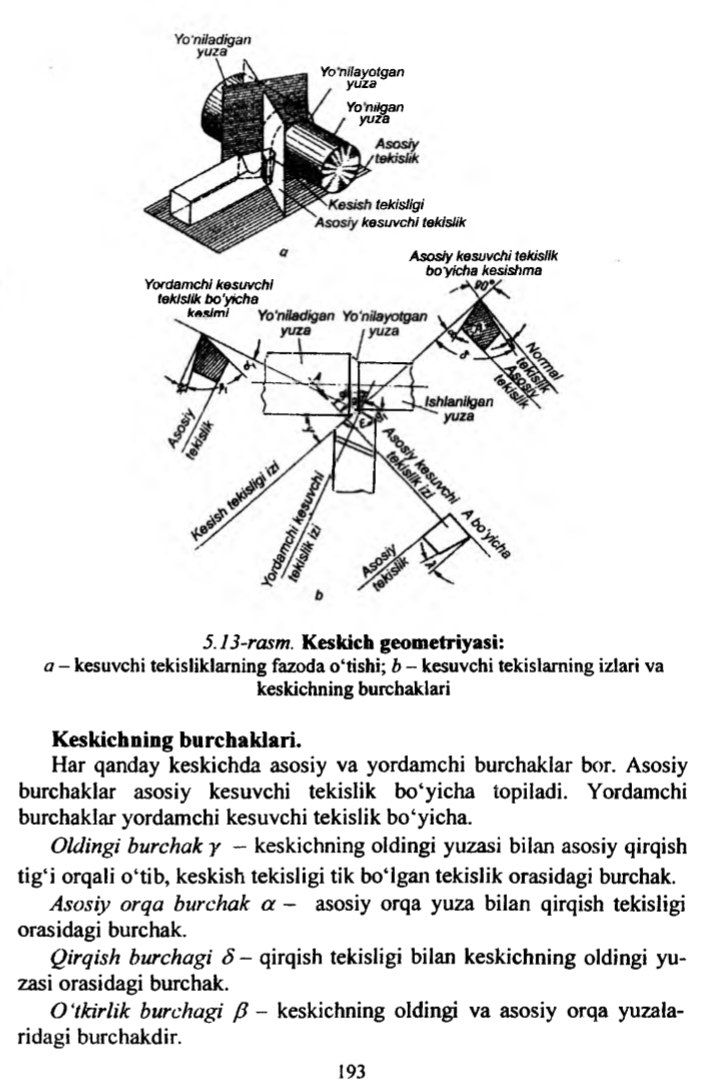 Yo'niladigan
yuza
Yo'nilayotgan
yuza
Yo'nilgan
yuza
Asosiy
tekislik
Kesish tekisligi
Asosiy kesuvchi tekislik
a
Asosiy kesuvchi tekislik
bo'yicha kesishma
90°
Yordamchi kesuvchi
tekislik bo'yicha
kesimi
Yo'niladigan
yuza
Yo'nilayotgan
yuza
δ
Normal
tekislik
Asosiy
tekislik
A
Ishlanilgan
yuza
Asosiy
tekislik
ε
Asosiy kesuvchi
tekislik izi
Kesish tekisligi izi
Yordamchi kesuvchi
tekislik izi
A bo'yicha
Asosiy
tekislik
λ
b
5.13-rasm. Keskich geometriyasi:
a – kesuvchi tekisliklarning fazoda o‘tishi; b – kesuvchi tekislarning izlari va
keskichning burchaklari
Keskichning burchaklari.
Har qanday keskichda asosiy va yordamchi burchaklar bor. Asosiy
burchaklar asosiy kesuvchi tekislik bo‘yicha topiladi. Yordamchi
burchaklar yordamchi kesuvchi tekislik bo‘yicha.
Oldingi burchak γ – keskichning oldingi yuzasi bilan asosiy qirqish
tig‘i orqali o‘tib, keskish tekisligi tik bo‘lgan tekislik orasidagi burchak.
Asosiy orqa burchak α – asosiy orqa yuza bilan qirqish tekisligi
orasidagi burchak.
Qirqish burchagi δ – qirqish tekisligi bilan keskichning oldingi yu-
zasi orasidagi burchak.
O‘tkirlik burchagi β – keskichning oldingi va asosiy orqa yuzala-
ridagi burchakdir.
193